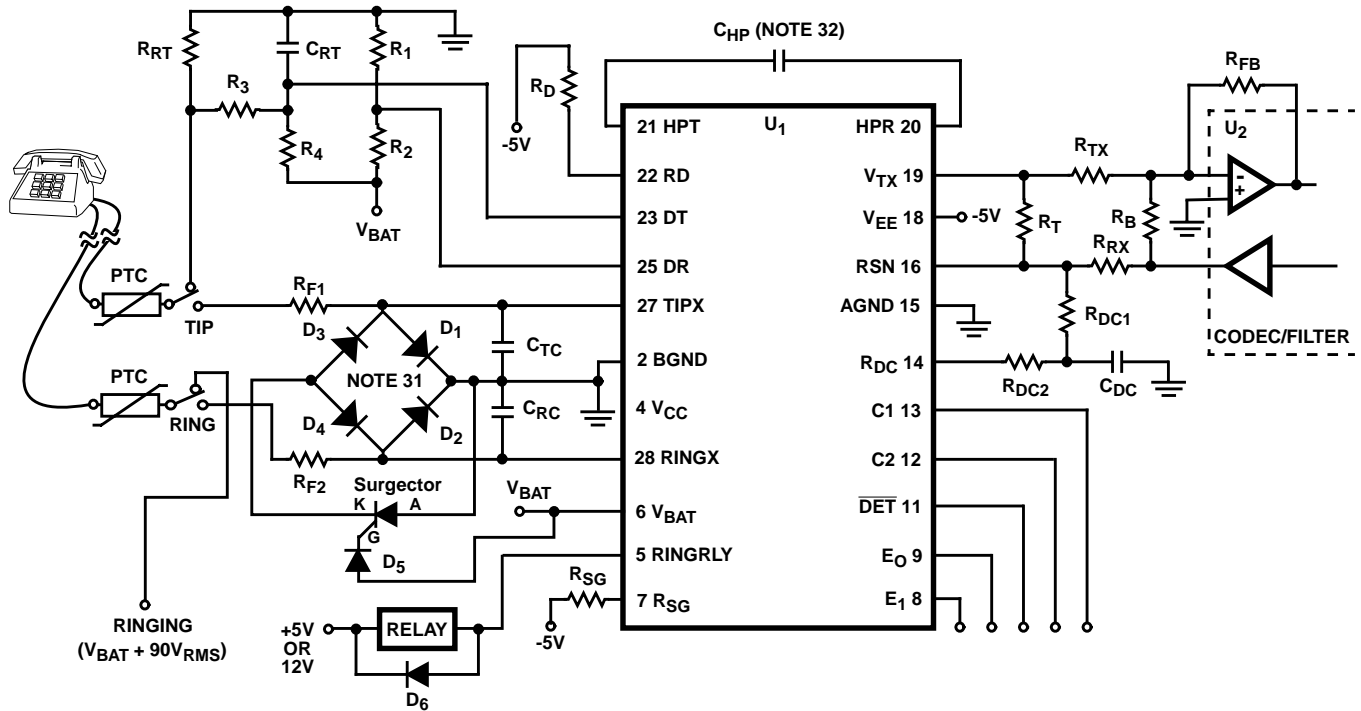 C_HP (NOTE 32)
R_RT
C_RT
R_1
R_3
R_4
R_2
V_BAT
R_D
-5V
21 HPT
U_1
HPR 20
22 RD
V_TX 19
23 DT
V_EE 18
-5V
25 DR
RSN 16
27 TIPX
AGND 15
2 BGND
R_DC 14
4 V_CC
C1 13
28 RINGX
C2 12
6 V_BAT
DET 11
5 RINGRLY
E_O 9
7 R_SG
E_1 8
R_FB
U_2
R_TX
-
+
R_T
R_B
R_RX
R_DC1
CODEC/FILTER
R_DC2
C_DC
PTC
TIP
R_F1
D_3
D_1
C_TC
NOTE 31
PTC
RING
D_4
D_2
C_RC
R_F2
Surgector
K
A
G
V_BAT
D_5
R_SG
-5V
RINGING
(V_BAT + 90V_RMS)
+5V
OR
12V
RELAY
D_6